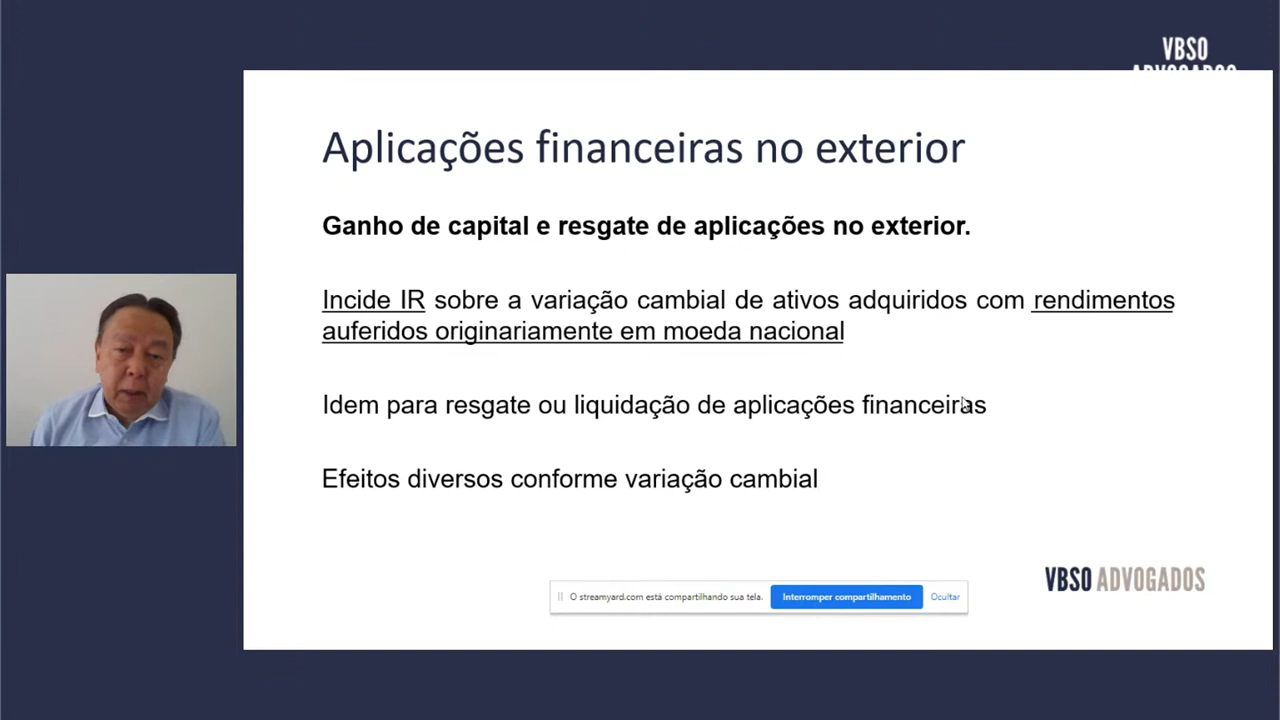 VBSO
ADVOGADOS
Aplicações financeiras no exterior
Ganho de capital e resgate de aplicações no exterior.
Incide IR sobre a variação cambial de ativos adquiridos com rendimentos
auferidos originariamente em moeda nacional
Idem para resgate ou liquidação de aplicações financeiras
Efeitos diversos conforme variação cambial
VBSO ADVOGADOS
O streamyard.com está compartilhando sua tela. Interromper compartilhamento Ocultar